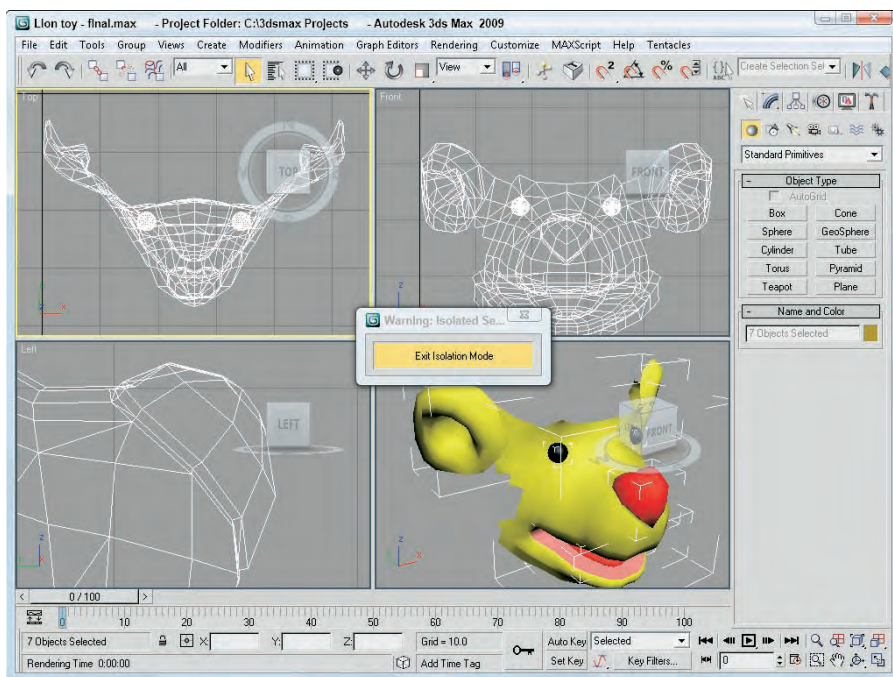 LIon toy - fInal.max - Project Folder: C:\3dsmax Projects - Autodesk 3ds Max 2009
File Edit Tools Group Views Create Modifiers Animation Graph Editors Rendering Customize MAXScript Help Tentacles
All View Create Selection Sel
Top
TOP
x
Front
FRONT
z
x
Standard Primitives
- Object Type
AutoGrid
Box Cone
Sphere GeoSphere
Cylinder Tube
Torus Pyramid
Teapot Plane
- Name and Color
7 Objects Selected
Warning: Isolated Se...
Exit Isolation Mode
Left
LEFT
z
FRONT
z
x
< 0 / 100 >
0 10 20 30 40 50 60 70 80 90 100
7 Objects Selected X: Y: Z: Grid = 10.0 Auto Key Selected
Rendering Time 0:00:00 Add Time Tag Set Key Key Filters... 0